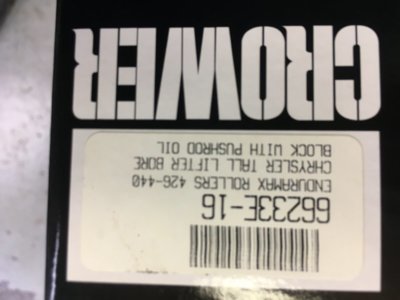 66233E-16
ENDURAMAX ROLLERS 426-440
CHRYSLER TALL LIFTER BORE
BLOCK WITH PUSHROD OIL
CROWER